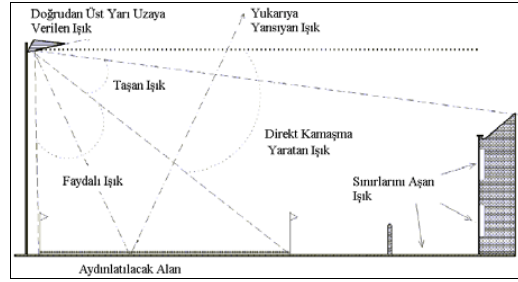 Doğrudan Üst Yarı Uzaya
Verilen Işık
Yukarıya
Yansıyan Işık
Taşan Işık
Direkt Kamaşma
Yaratan Işık
Faydalı Işık
Sınırlarını Aşan
Işık
Aydınlatılacak Alan